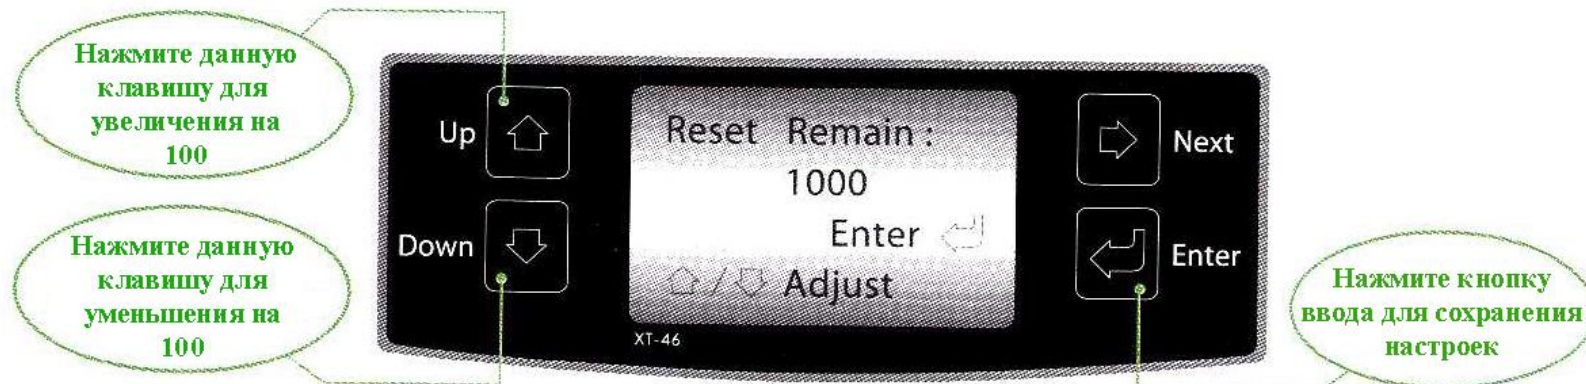 Нажмите данную
клавишу для
увеличения на
100
Up
Reset Remain :
1000
Enter
Adjust
Next
Down
Enter
XT-46
Нажмите данную
клавишу для
уменьшения на
100
Нажмите кнопку
ввода для сохранения
настроек